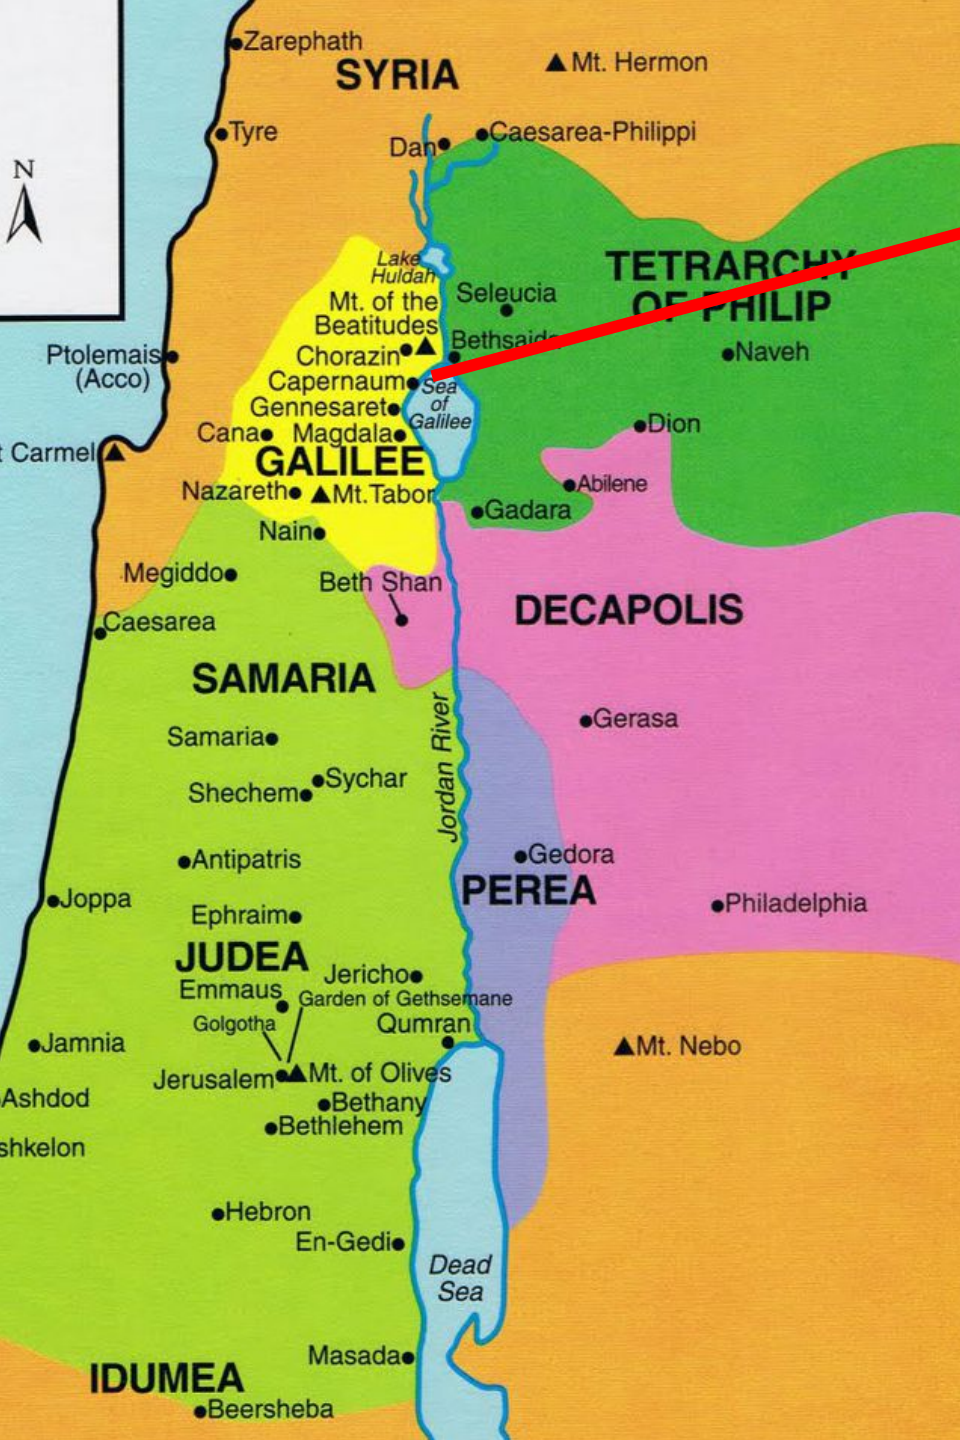 Zarephath
SYRIA
Mt. Hermon
N
Tyre
Dan
Caesarea-Philippi
Lake
Huldah
TETRARCHY
OF PHILIP
Mt. of the
Beatitudes
Seleucia
Ptolemais
(Acco)
Chorazin
Bethsaida
Naveh
Capernaum
Sea
of
Galilee
Gennesaret
Cana
Magdala
Dion
t Carmel
GALILEE
Nazareth
Mt.Tabor
Abilene
Gadara
Nain
Megiddo
Beth Shan
DECAPOLIS
Caesarea
SAMARIA
Jordan River
Gerasa
Samaria
Sychar
Shechem
Antipatris
Gedora
PEREA
Joppa
Philadelphia
Ephraim
JUDEA
Jericho
Emmaus
Garden of Gethsemane
Golgotha
Qumran
Jamnia
Mt. Nebo
Jerusalem
Mt. of Olives
Ashdod
Bethany
Bethlehem
shkelon
Hebron
En-Gedi
Dead
Sea
Masada
IDUMEA
Beersheba